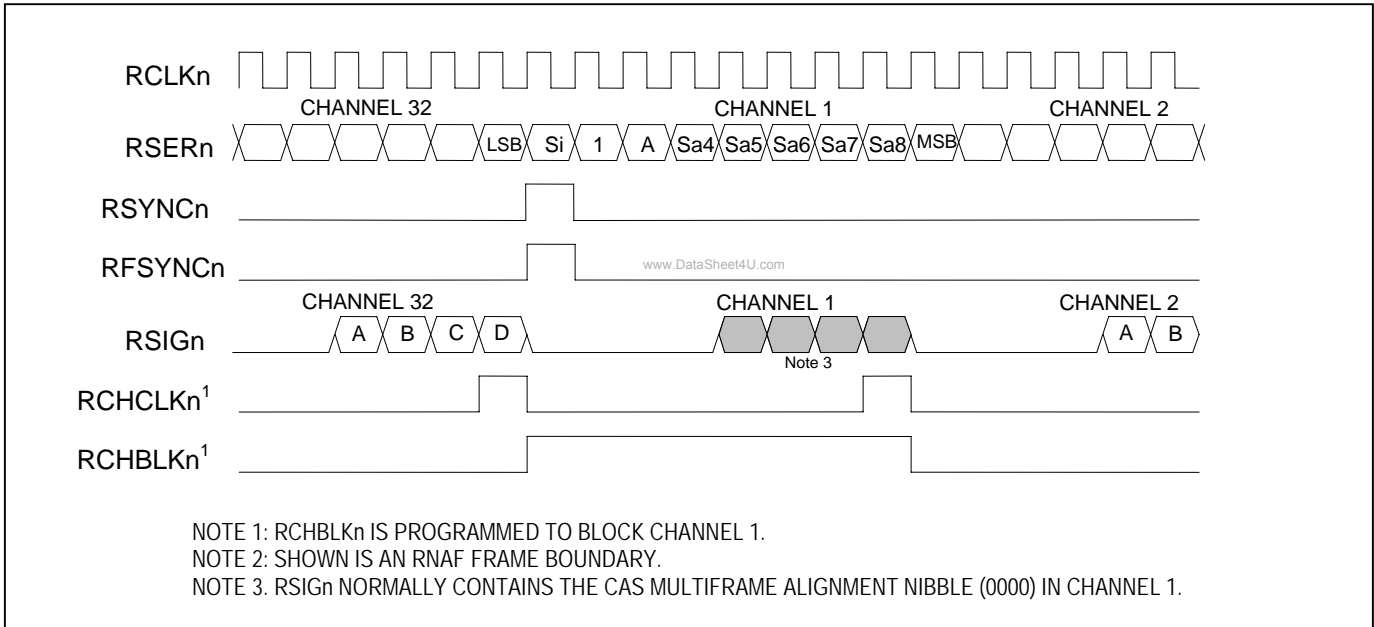 RCLKn
CHANNEL 32 CHANNEL 1 CHANNEL 2
RSERn LSB Si 1 A Sa4 Sa5 Sa6 Sa7 Sa8 MSB
RSYNCn
RFSYNCn www.DataSheet4U.com
CHANNEL 32 CHANNEL 1 CHANNEL 2
RSIGn A B C D A B
Note 3
RCHCLKn¹
RCHBLKn¹
NOTE 1: RCHBLKn IS PROGRAMMED TO BLOCK CHANNEL 1.
NOTE 2: SHOWN IS AN RNAF FRAME BOUNDARY.
NOTE 3. RSIGn NORMALLY CONTAINS THE CAS MULTIFRAME ALIGNMENT NIBBLE (0000) IN CHANNEL 1.